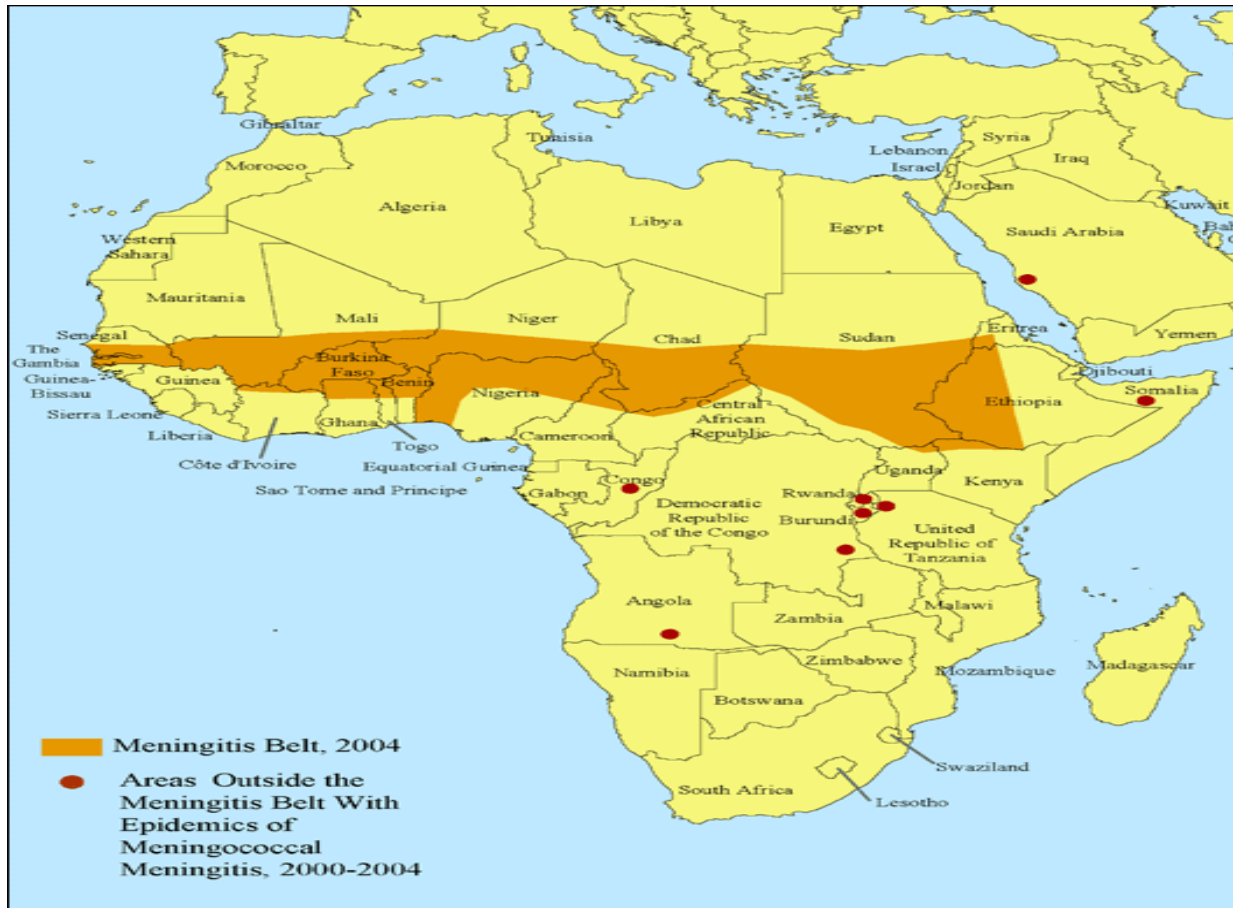 Gibraltar
Tunisia
Syria
Lebanon
Israel
Iraq
Morocco
Jordan
Kuwait
Algeria
Libya
Egypt
Saudi Arabia
Western
Sahara
Mauritania
Mali
Niger
Chad
Sudan
Eritrea
Yemen
Senegal
The
Gambia
Guinea-
Bissau
Guinea
Burkina
Faso
Benin
Nigeria
Djibouti
Somalia
Ethiopia
Sierra Leone
Liberia
Ghana
Togo
Cameroon
Central
African
Republic
Côte d'Ivoire
Equatorial Guinea
Sao Tome and Principe
Gabon
Congo
Uganda
Kenya
Rwanda
Burundi
Democratic
Republic
of the Congo
United
Republic of
Tanzania
Angola
Zambia
Malawi
Zimbabwe
Mozambique
Madagascar
Namibia
Botswana
Swaziland
South Africa
Lesotho
Meningitis Belt, 2004
Areas Outside the
Meningitis Belt With
Epidemics of
Meningococcal
Meningitis, 2000-2004